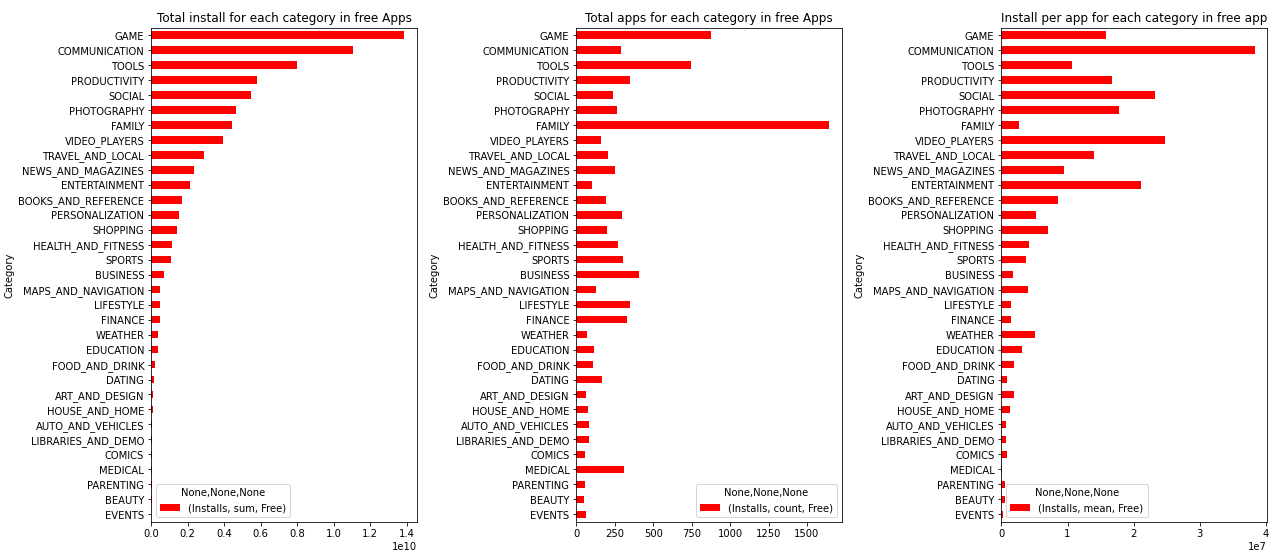 Total install for each category in free Apps
GAME
COMMUNICATION
TOOLS
PRODUCTIVITY
SOCIAL
PHOTOGRAPHY
FAMILY
VIDEO_PLAYERS
TRAVEL_AND_LOCAL
NEWS_AND_MAGAZINES
ENTERTAINMENT
BOOKS_AND_REFERENCE
PERSONALIZATION
SHOPPING
HEALTH_AND_FITNESS
SPORTS
BUSINESS
MAPS_AND_NAVIGATION
LIFESTYLE
FINANCE
WEATHER
EDUCATION
FOOD_AND_DRINK
DATING
ART_AND_DESIGN
HOUSE_AND_HOME
AUTO_AND_VEHICLES
LIBRARIES_AND_DEMO
COMICS
MEDICAL
PARENTING
BEAUTY
EVENTS
Category
None,None,None
(Installs, sum, Free)
0.0 0.2 0.4 0.6 0.8 1.0 1.2 1.4
1e10
Total apps for each category in free Apps
GAME
COMMUNICATION
TOOLS
PRODUCTIVITY
SOCIAL
PHOTOGRAPHY
FAMILY
VIDEO_PLAYERS
TRAVEL_AND_LOCAL
NEWS_AND_MAGAZINES
ENTERTAINMENT
BOOKS_AND_REFERENCE
PERSONALIZATION
SHOPPING
HEALTH_AND_FITNESS
SPORTS
BUSINESS
MAPS_AND_NAVIGATION
LIFESTYLE
FINANCE
WEATHER
EDUCATION
FOOD_AND_DRINK
DATING
ART_AND_DESIGN
HOUSE_AND_HOME
AUTO_AND_VEHICLES
LIBRARIES_AND_DEMO
COMICS
MEDICAL
PARENTING
BEAUTY
EVENTS
Category
None,None,None
(Installs, count, Free)
0 250 500 750 1000 1250 1500
Install per app for each category in free app
GAME
COMMUNICATION
TOOLS
PRODUCTIVITY
SOCIAL
PHOTOGRAPHY
FAMILY
VIDEO_PLAYERS
TRAVEL_AND_LOCAL
NEWS_AND_MAGAZINES
ENTERTAINMENT
BOOKS_AND_REFERENCE
PERSONALIZATION
SHOPPING
HEALTH_AND_FITNESS
SPORTS
BUSINESS
MAPS_AND_NAVIGATION
LIFESTYLE
FINANCE
WEATHER
EDUCATION
FOOD_AND_DRINK
DATING
ART_AND_DESIGN
HOUSE_AND_HOME
AUTO_AND_VEHICLES
LIBRARIES_AND_DEMO
COMICS
MEDICAL
PARENTING
BEAUTY
EVENTS
Category
None,None,None
(Installs, mean, Free)
0 1 2 3 4
1e7